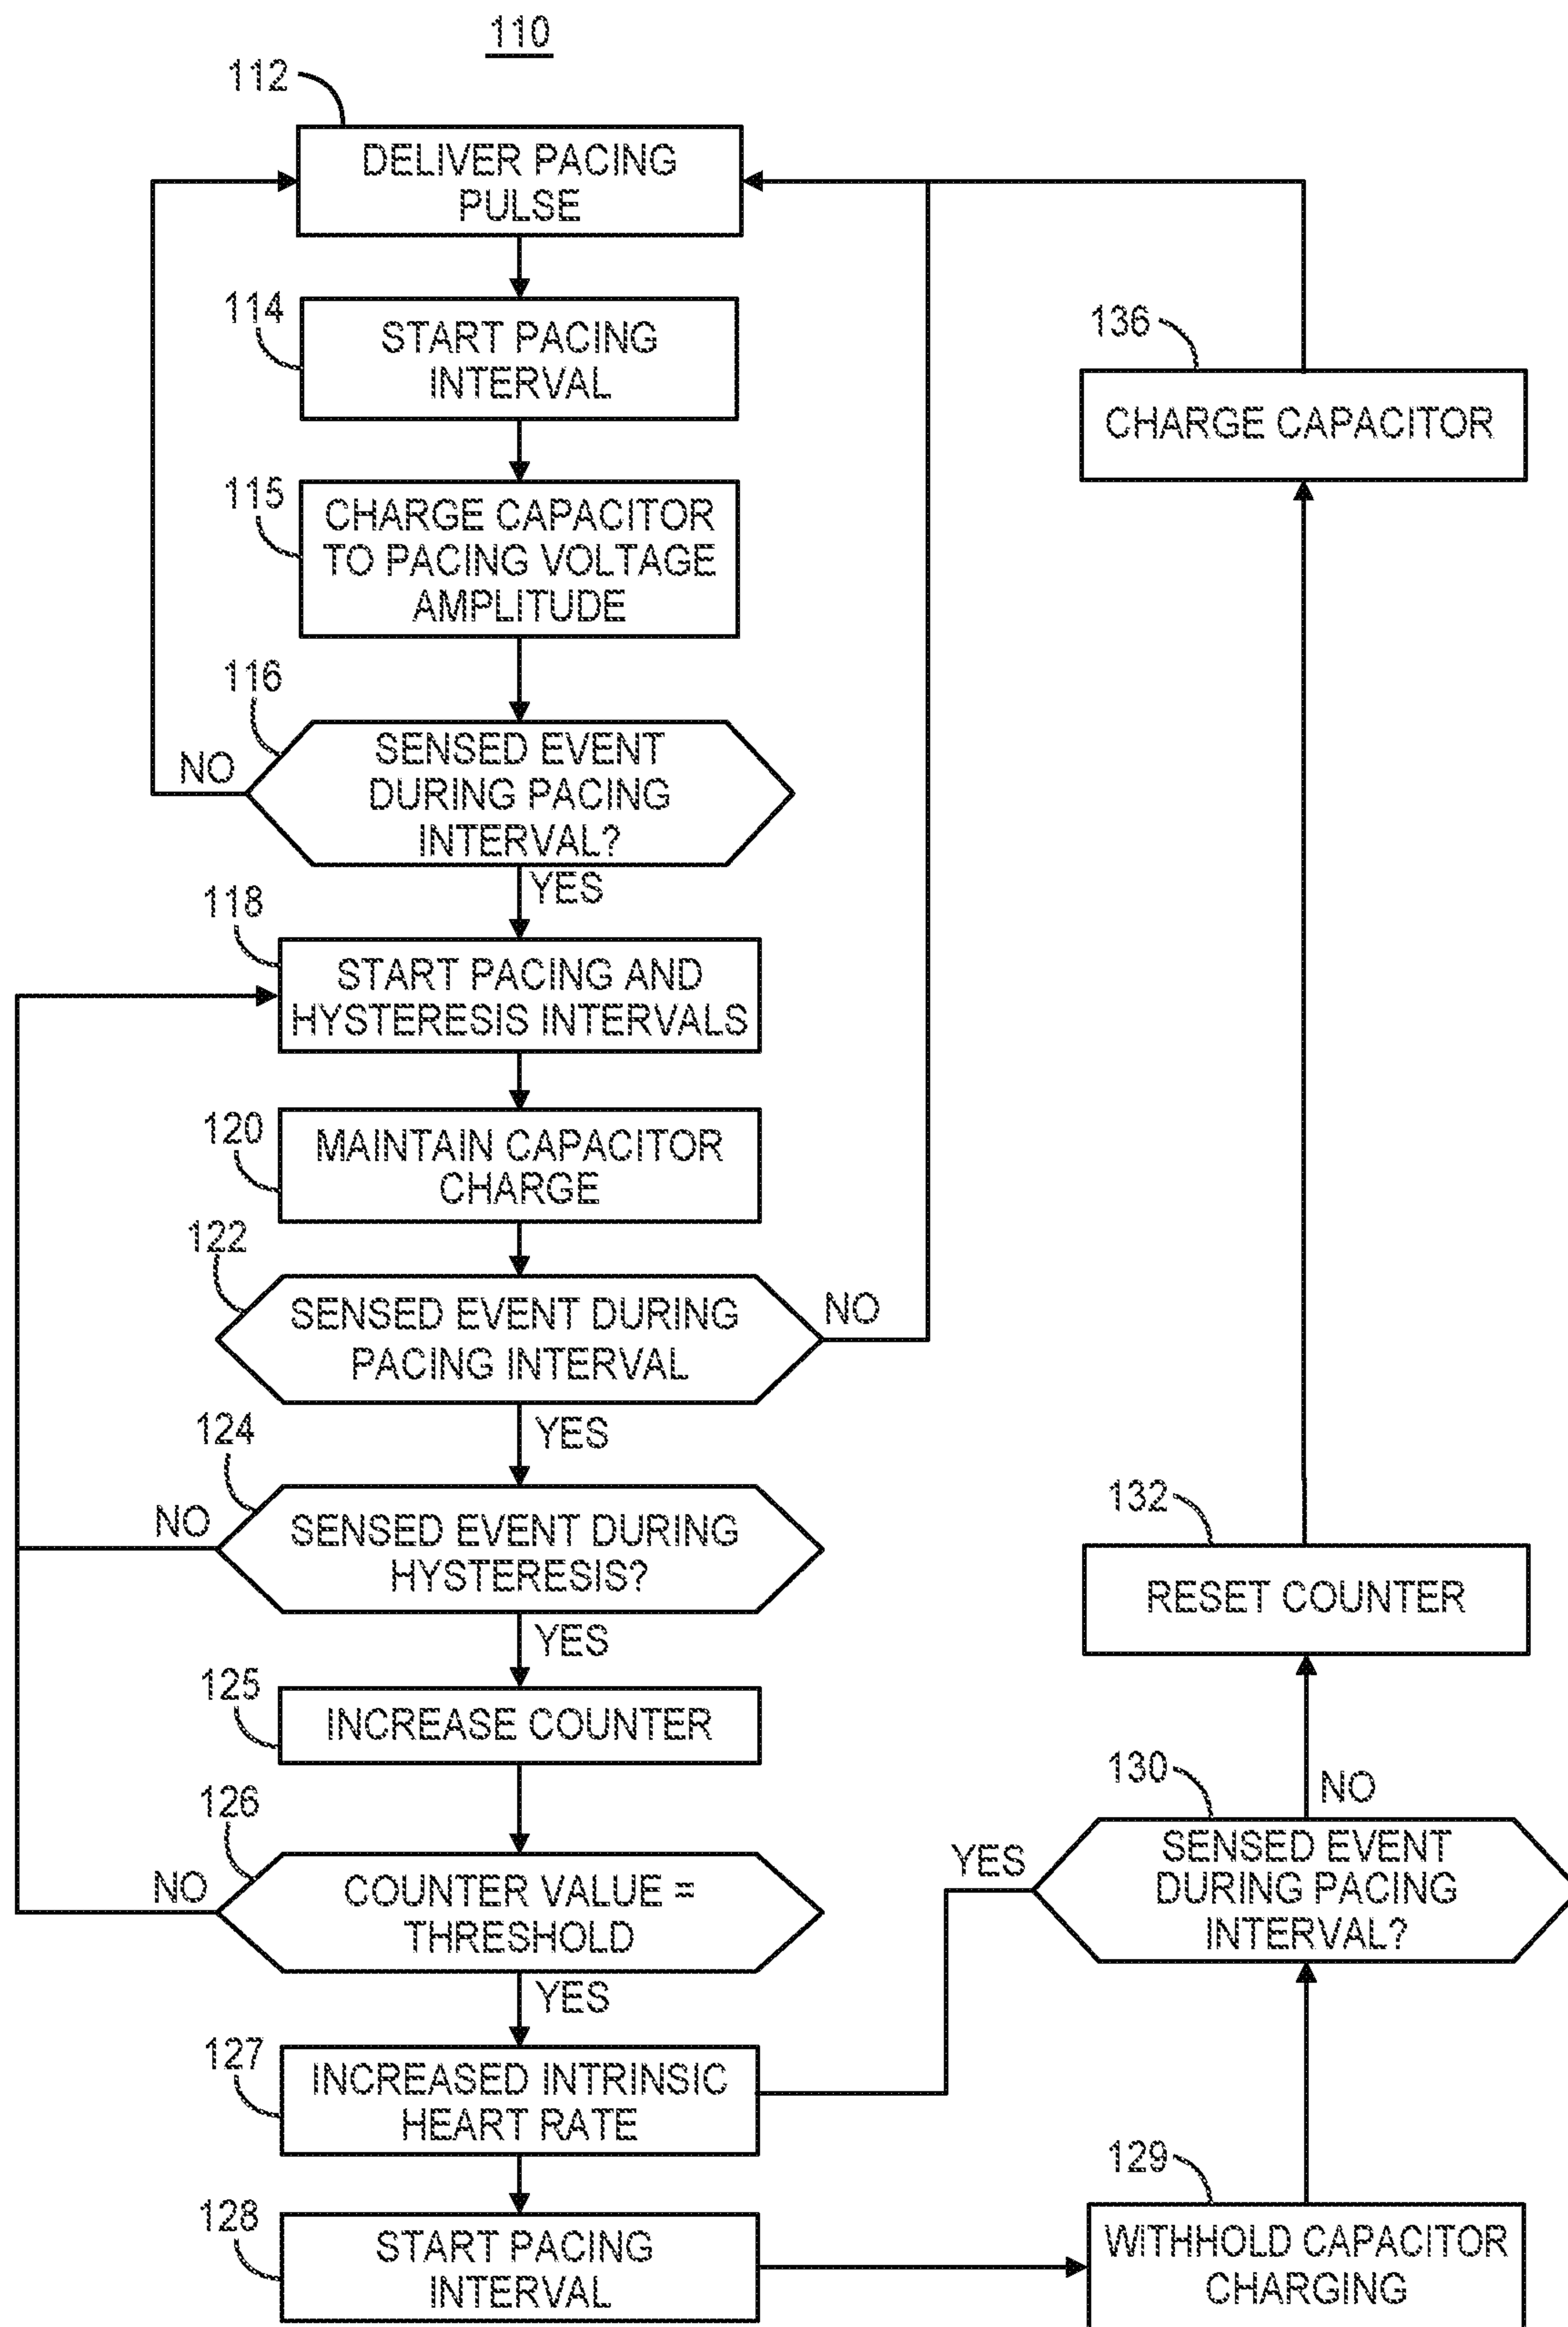 110
112
DELIVER PACING
PULSE
114
START PACING
INTERVAL
136
CHARGE CAPACITOR
115
CHARGE CAPACITOR
TO PACING VOLTAGE
AMPLITUDE
116
SENSED EVENT
DURING PACING
INTERVAL?
NO
YES
118
START PACING AND
HYSTERESIS INTERVALS
120
MAINTAIN CAPACITOR
CHARGE
122
SENSED EVENT DURING
PACING INTERVAL
NO
YES
124
SENSED EVENT DURING
HYSTERESIS?
NO
YES
132
RESET COUNTER
125
INCREASE COUNTER
126
COUNTER VALUE =
THRESHOLD
NO
YES
130
NO
YES
SENSED EVENT
DURING PACING
INTERVAL?
127
INCREASED INTRINSIC
HEART RATE
128
START PACING
INTERVAL
129
WITHHOLD CAPACITOR
CHARGING